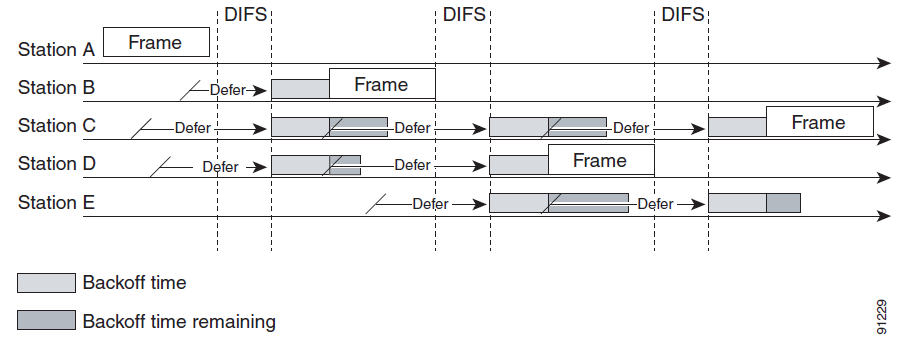 DIFS DIFS DIFS
Station A Frame
Station B Defer Frame
Station C Defer Defer Defer Frame
Station D Defer Defer Frame
Station E Defer Defer
Backoff time
Backoff time remaining
91229